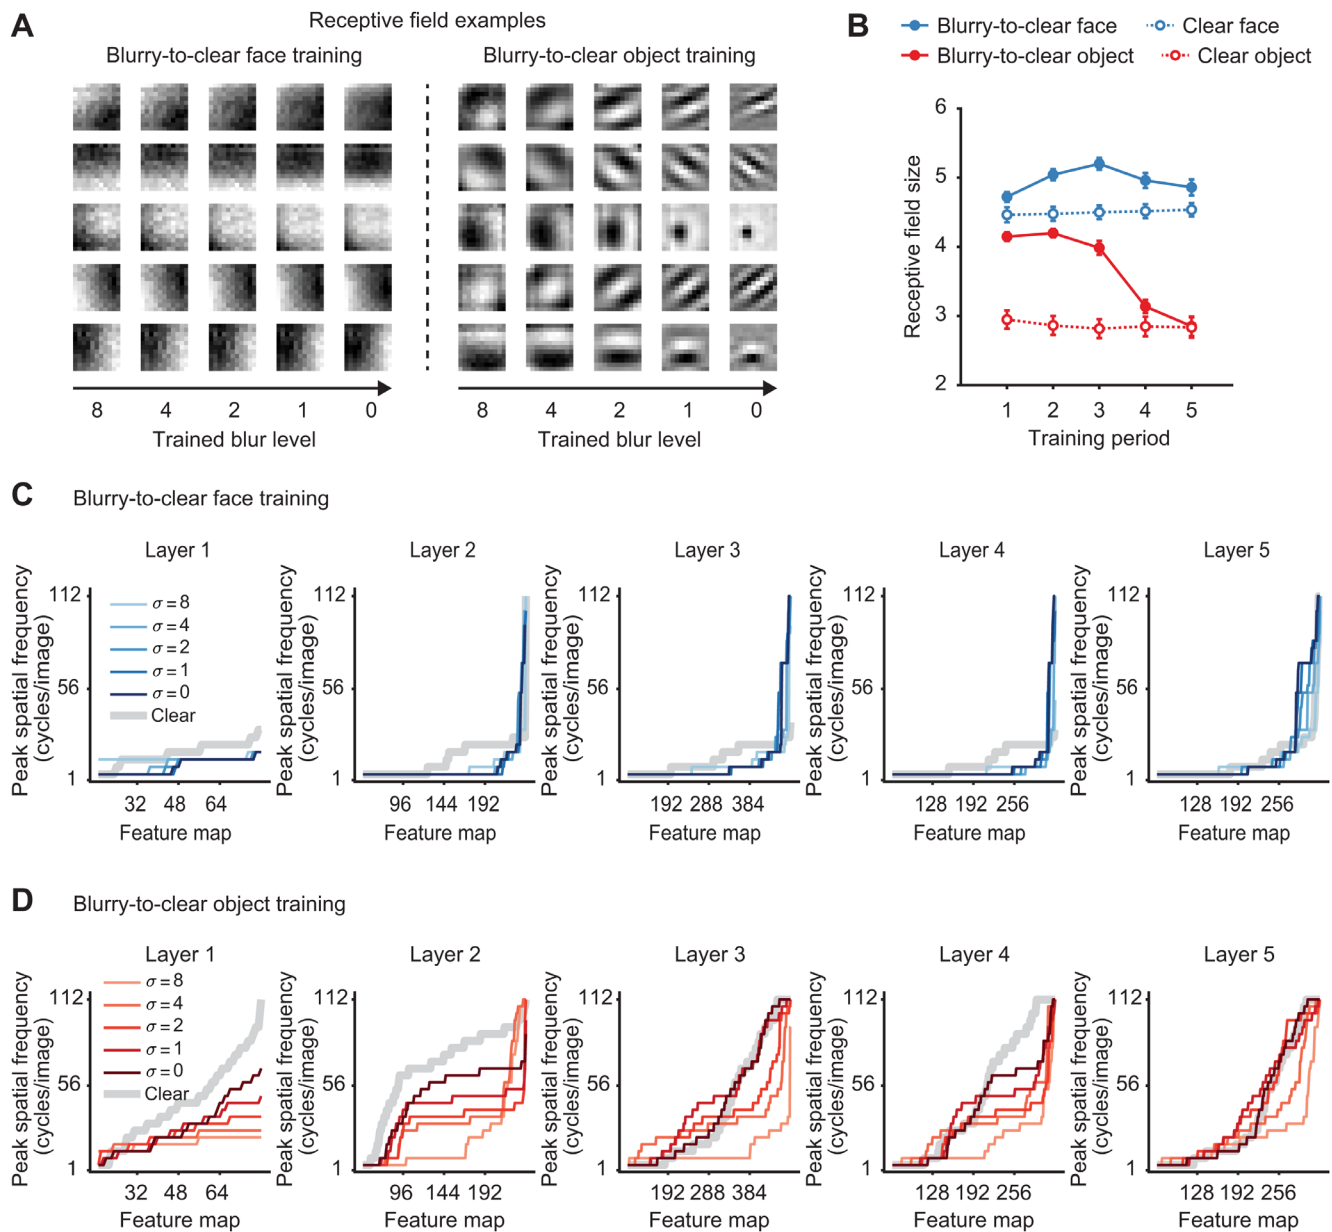 A
Receptive field examples
Blurry-to-clear face training
Blurry-to-clear object training
8 4 2 1 0
Trained blur level
8 4 2 1 0
Trained blur level
B
Blurry-to-clear face
Clear face
Blurry-to-clear object
Clear object
Receptive field size
6
5
4
3
2
1 2 3 4 5
Training period
C
Blurry-to-clear face training
Layer 1
Peak spatial frequency
(cycles/image)
112
56
1
σ = 8
σ = 4
σ = 2
σ = 1
σ = 0
Clear
32 48 64
Feature map
Layer 2
Peak spatial frequency
(cycles/image)
112
56
1
96 144 192
Feature map
Layer 3
Peak spatial frequency
(cycles/image)
112
56
1
192 288 384
Feature map
Layer 4
Peak spatial frequency
(cycles/image)
112
56
1
128 192 256
Feature map
Layer 5
Peak spatial frequency
(cycles/image)
112
56
1
128 192 256
Feature map
D
Blurry-to-clear object training
Layer 1
Peak spatial frequency
(cycles/image)
112
56
1
σ = 8
σ = 4
σ = 2
σ = 1
σ = 0
Clear
32 48 64
Feature map
Layer 2
Peak spatial frequency
(cycles/image)
112
56
1
96 144 192
Feature map
Layer 3
Peak spatial frequency
(cycles/image)
112
56
1
192 288 384
Feature map
Layer 4
Peak spatial frequency
(cycles/image)
112
56
1
128 192 256
Feature map
Layer 5
Peak spatial frequency
(cycles/image)
112
56
1
128 192 256
Feature map